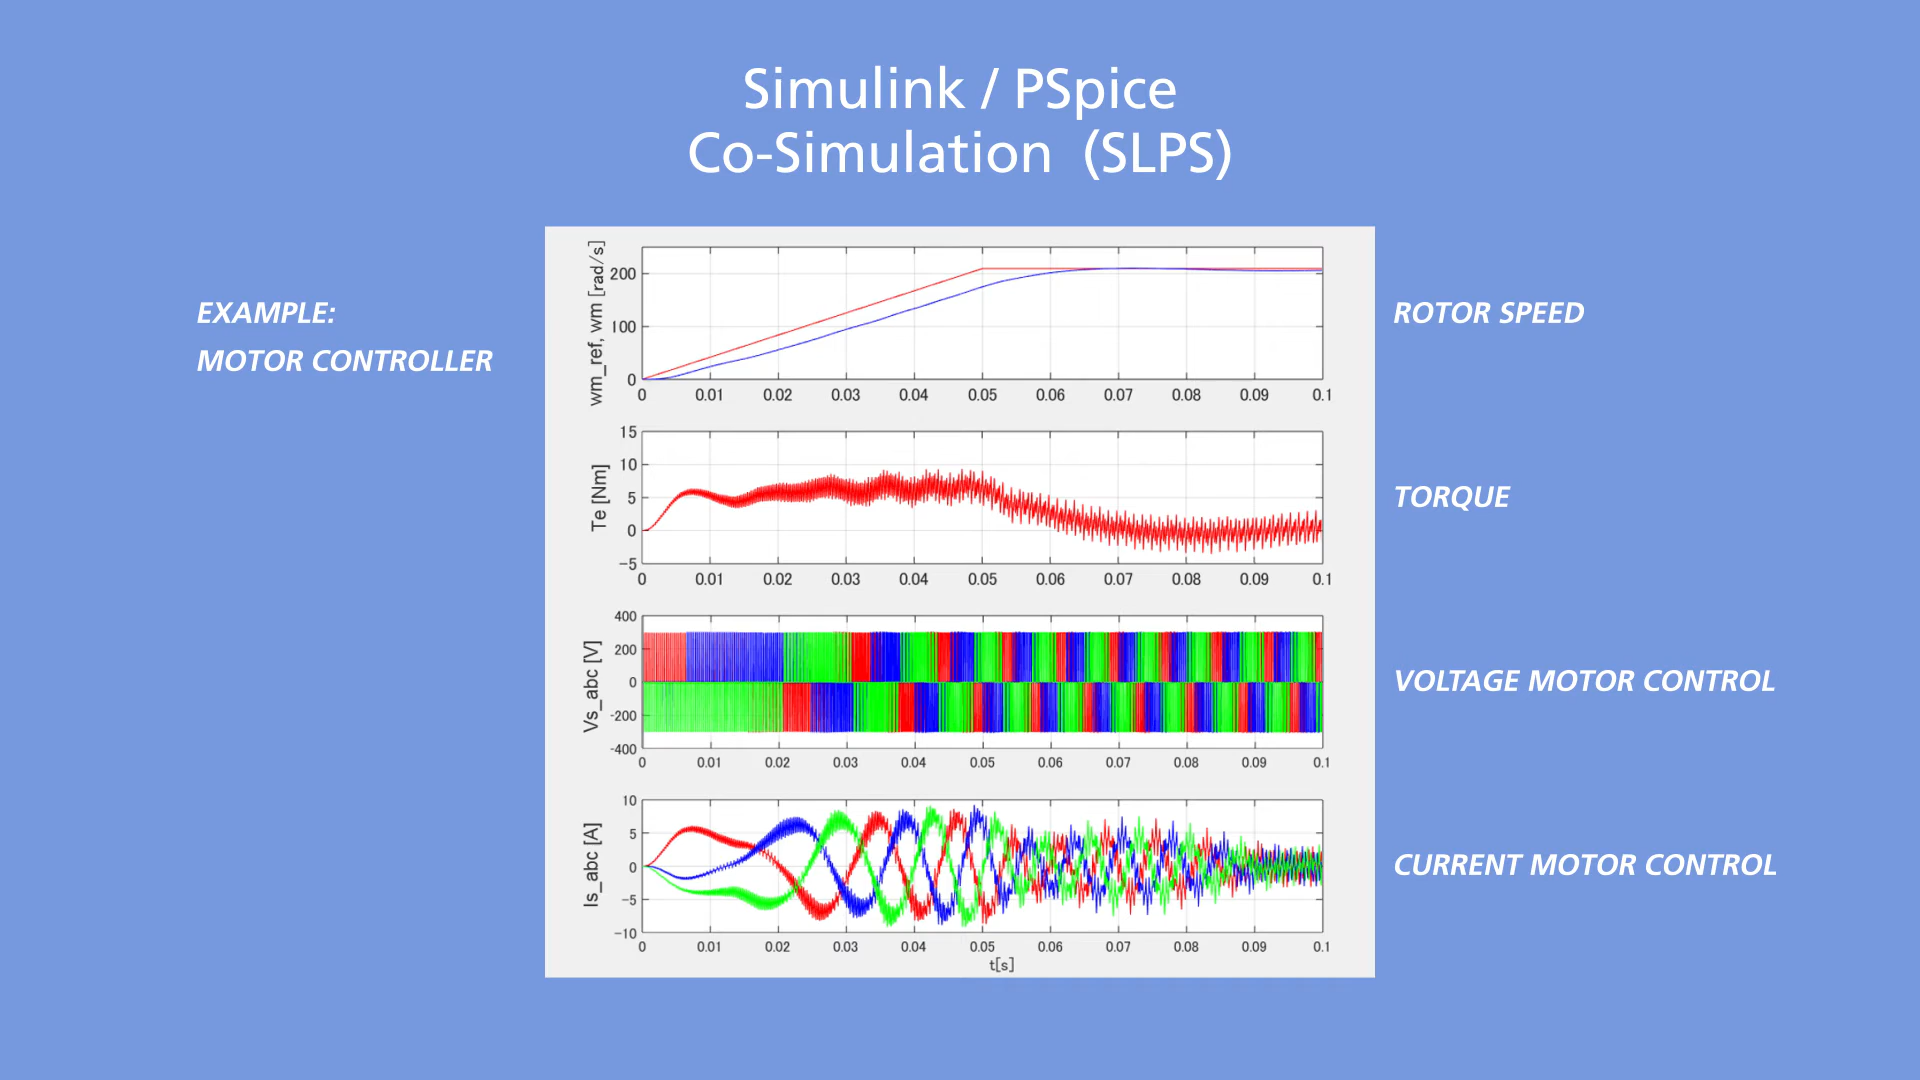 Simulink / PSpice
Co-Simulation (SLPS)
EXAMPLE:
MOTOR CONTROLLER
wm_ref, wm [rad/s]
200
100
0
0 0.01 0.02 0.03 0.04 0.05 0.06 0.07 0.08 0.09 0.1
ROTOR SPEED
Te [Nm]
15
10
5
0
−5
0 0.01 0.02 0.03 0.04 0.05 0.06 0.07 0.08 0.09 0.1
TORQUE
Vs_abc [V]
400
200
0
-200
-400
0 0.01 0.02 0.03 0.04 0.05 0.06 0.07 0.08 0.09 0.1
VOLTAGE MOTOR CONTROL
Is_abc [A]
10
5
0
−5
−10
0 0.01 0.02 0.03 0.04 0.05 0.06 0.07 0.08 0.09 0.1
t[s]
CURRENT MOTOR CONTROL